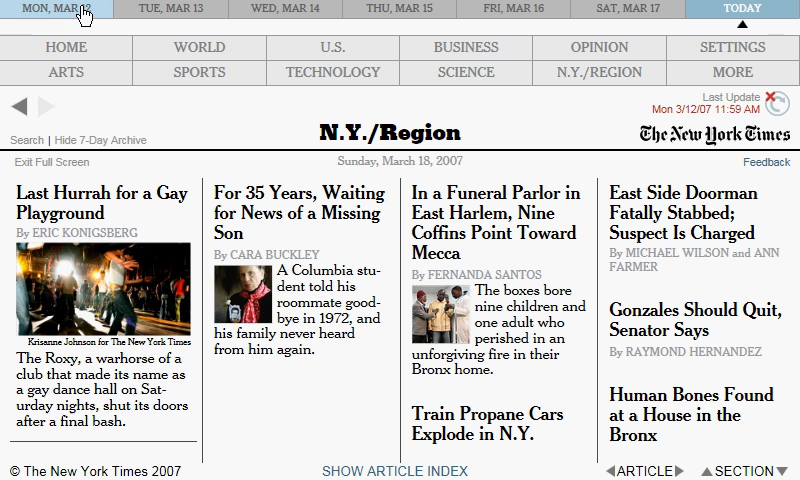 MON, MAR 12 TUE, MAR 13 WED, MAR 14 THU, MAR 15 FRI, MAR 16 SAT, MAR 17 TODAY
HOME WORLD U.S. BUSINESS OPINION SETTINGS
ARTS SPORTS TECHNOLOGY SCIENCE N.Y./REGION MORE
Last Update
Mon 3/12/07 11:59 AM
Search | Hide 7-Day Archive
N.Y./Region
The New York Times
Exit Full Screen
Sunday, March 18, 2007
Feedback
Last Hurrah for a Gay
Playground
By ERIC KONIGSBERG
Krisanne Johnson for The New York Times
The Roxy, a warhorse of a
club that made its name as
a gay dance hall on Sat-
urday nights, shut its doors
after a final bash.
For 35 Years, Waiting
for News of a Missing
Son
By CARA BUCKLEY
A Columbia stu-
dent told his
roommate good-
bye in 1972, and
his family never heard
from him again.
In a Funeral Parlor in
East Harlem, Nine
Coffins Point Toward
Mecca
By FERNANDA SANTOS
The boxes bore
nine children and
one adult who
perished in an
unforgiving fire in their
Bronx home.
Train Propane Cars
Explode in N.Y.
East Side Doorman
Fatally Stabbed;
Suspect Is Charged
By MICHAEL WILSON and ANN
FARMER
Gonzales Should Quit,
Senator Says
By RAYMOND HERNANDEZ
Human Bones Found
at a House in the
Bronx
© The New York Times 2007
SHOW ARTICLE INDEX
ARTICLE
SECTION